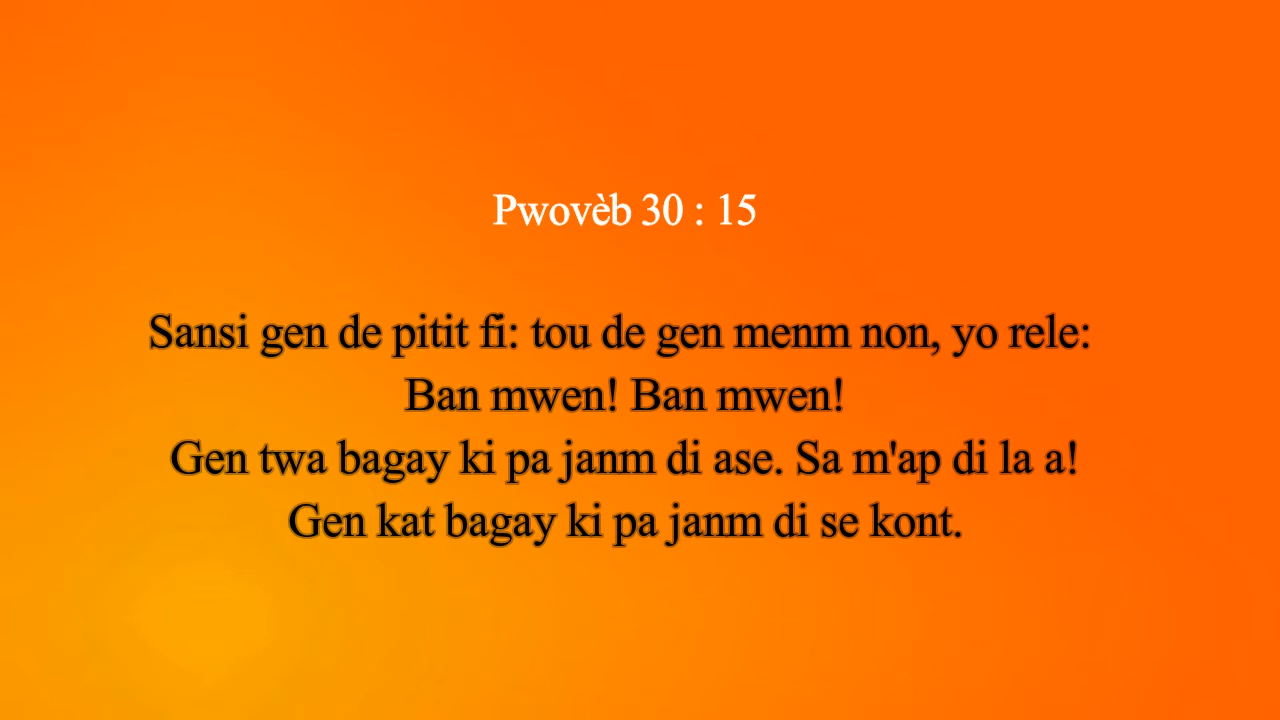 Pwovèb 30 : 15
Sansi gen de pitit fi: tou de gen menm non, yo rele:
Ban mwen! Ban mwen!
Gen twa bagay ki pa janm di ase. Sa m'ap di la a!
Gen kat bagay ki pa janm di se kont.